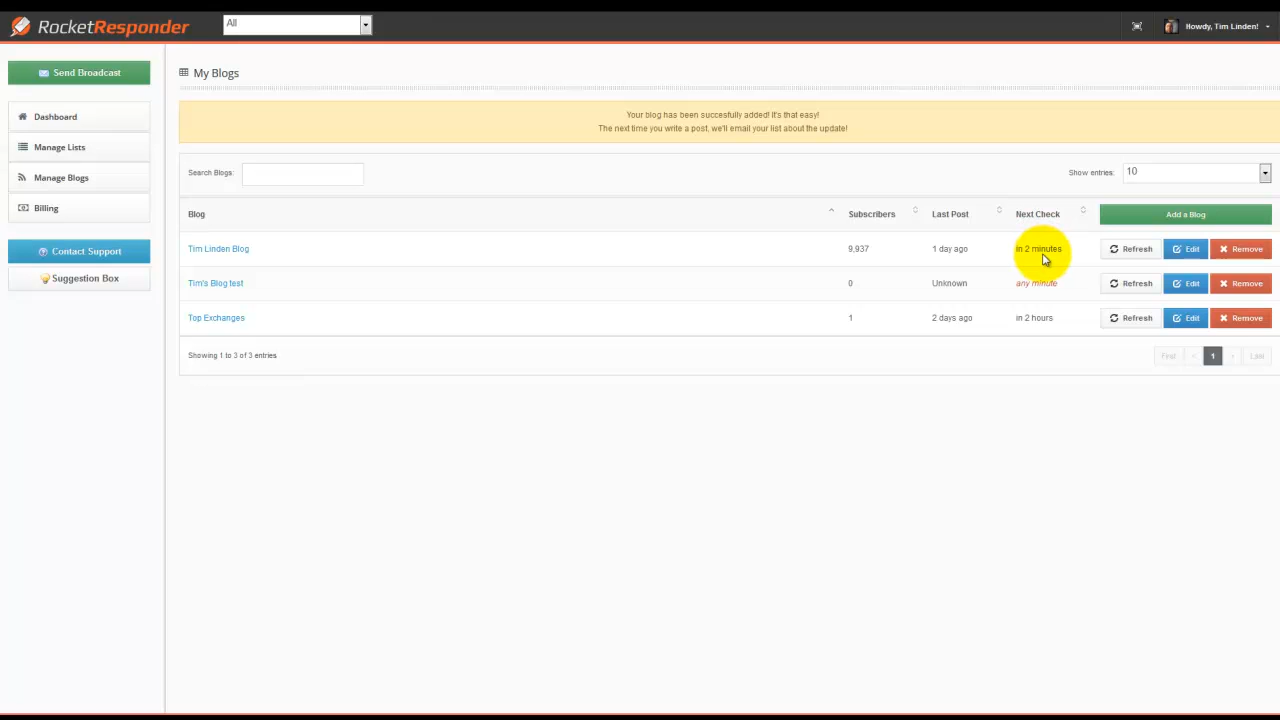 RocketResponder
All
Howdy, Tim Linden!
Send Broadcast
Dashboard
Manage Lists
Manage Blogs
Billing
Contact Support
Suggestion Box
My Blogs
Your blog has been succesfully added! It's that easy!
The next time you write a post, we'll email your list about the update!
Search Blogs:
Show entries: 10
Blog Subscribers Last Post Next Check Add a Blog
Tim Linden Blog 9,937 1 day ago in 2 minutes Refresh Edit Remove
Tim's Blog test 0 Unknown any minute Refresh Edit Remove
Top Exchanges 1 2 days ago in 2 hours Refresh Edit Remove
Showing 1 to 3 of 3 entries
First < 1 > Last